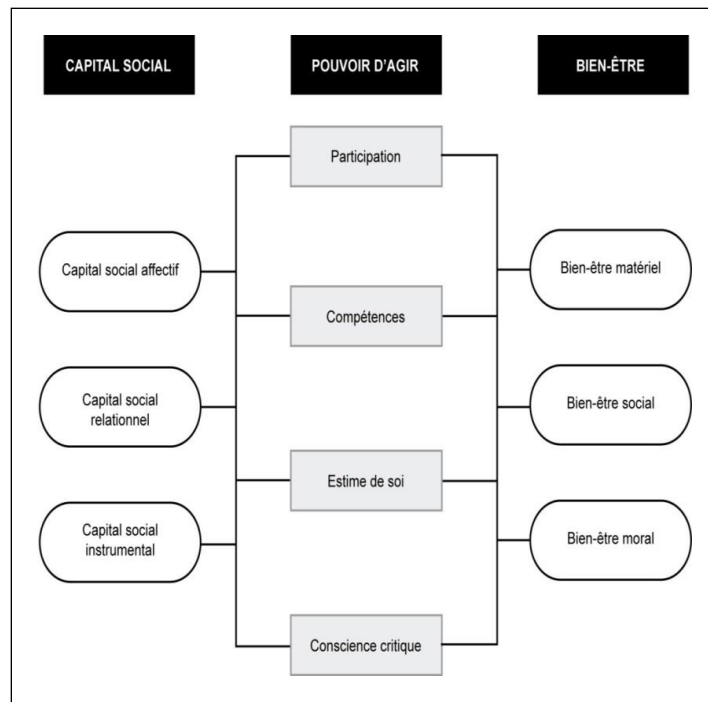 CAPITAL SOCIAL
POUVOIR D'AGIR
BIEN-ÊTRE
Participation
Capital social affectif
Bien-être matériel
Compétences
Capital social
relationnel
Bien-être social
Estime de soi
Capital social
instrumental
Bien-être moral
Conscience critique